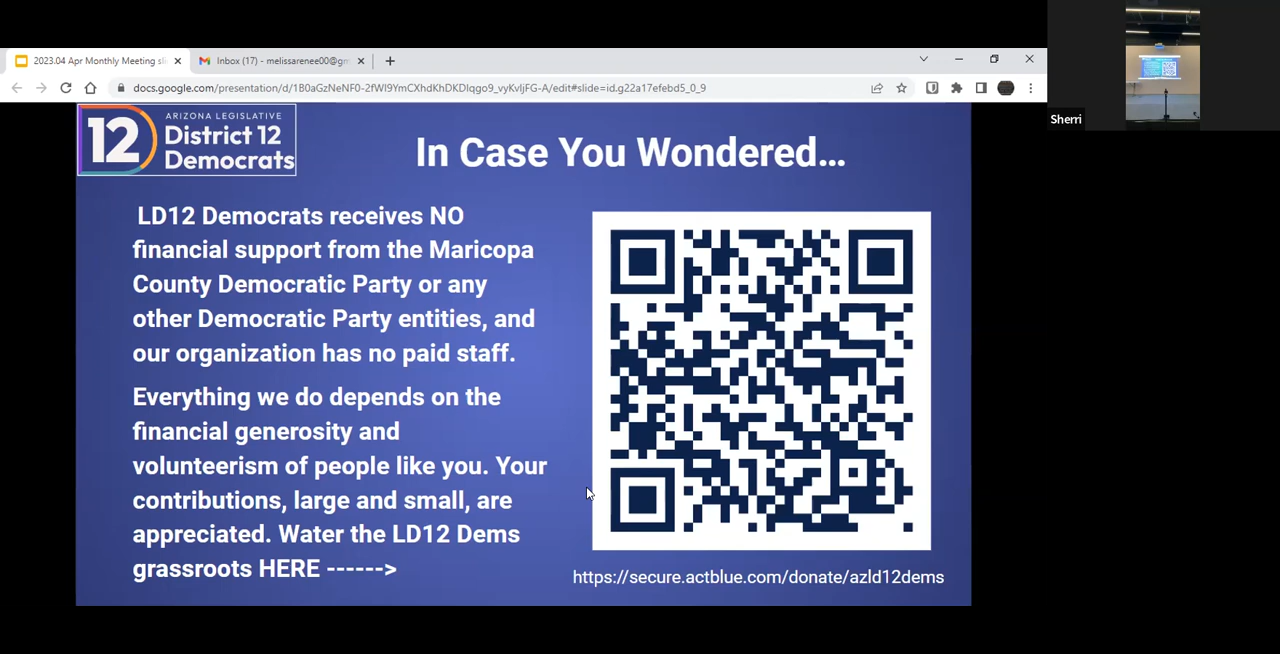 2023.04 Apr Monthly Meeting sli
Inbox (17) - melissarenee00@gm
docs.google.com/presentation/d/1B0aGzNeNF0-2fWI9YmCXhdKhDKDIqgo9_vyKvIjFG-A/edit#slide=id.g22a17efebd5_0_9
Sherri
12
ARIZONA LEGISLATIVE
District 12
Democrats
In Case You Wondered...
LD12 Democrats receives NO
financial support from the Maricopa
County Democratic Party or any
other Democratic Party entities, and
our organization has no paid staff.
Everything we do depends on the
financial generosity and
volunteerism of people like you. Your
contributions, large and small, are
appreciated. Water the LD12 Dems
grassroots HERE ------>
https://secure.actblue.com/donate/azld12dems